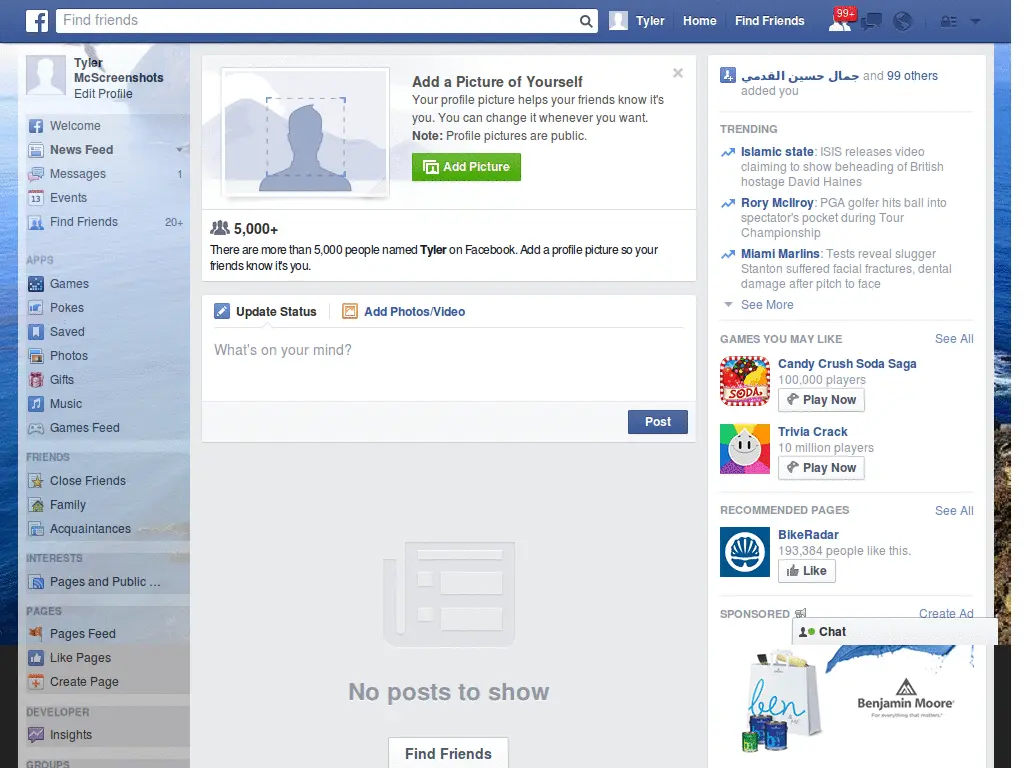 Find friends
Tyler
Home
Find Friends
99+
Tyler
McScreenshots
Edit Profile
Welcome
News Feed
Messages 1
Events
Find Friends 20+
APPS
Games
Pokes
Saved
Photos
Gifts
Music
Games Feed
FRIENDS
Close Friends
Family
Acquaintances
INTERESTS
Pages and Public ...
PAGES
Pages Feed
Like Pages
Create Page
DEVELOPER
Insights
GROUPS
Add a Picture of Yourself
Your profile picture helps your friends know it's
you. You can change it whenever you want.
Note: Profile pictures are public.
Add Picture
5,000+
There are more than 5,000 people named Tyler on Facebook. Add a profile picture so your
friends know it's you.
Update Status
Add Photos/Video
What's on your mind?
Post
No posts to show
Find Friends
جمال حسين القدمي and 99 others
added you
TRENDING
Islamic state: ISIS releases video
claiming to show beheading of British
hostage David Haines
Rory McIlroy: PGA golfer hits ball into
spectator's pocket during Tour
Championship
Miami Marlins: Tests reveal slugger
Stanton suffered facial fractures, dental
damage after pitch to face
See More
GAMES YOU MAY LIKE See All
SODA
Candy Crush Soda Saga
100,000 players
Play Now
Trivia Crack
10 million players
Play Now
RECOMMENDED PAGES See All
BikeRadar
193,384 people like this.
Like
SPONSORED Create Ad
Chat
ben
Benjamin Moore
For everything that matters.